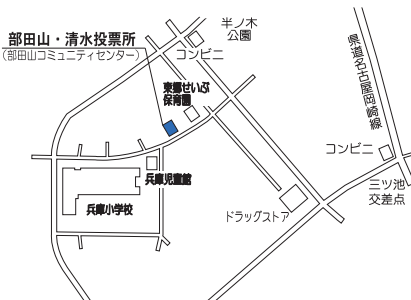 半ノ木
公園
部田山・清水投票所
(部田山コミュニティセンター)
コンビニ
県道名古屋岡崎線
東郷せいぶ
保育園
コンビニ
兵庫児童館
三ツ池
交差点
兵庫小学校
ドラッグストア